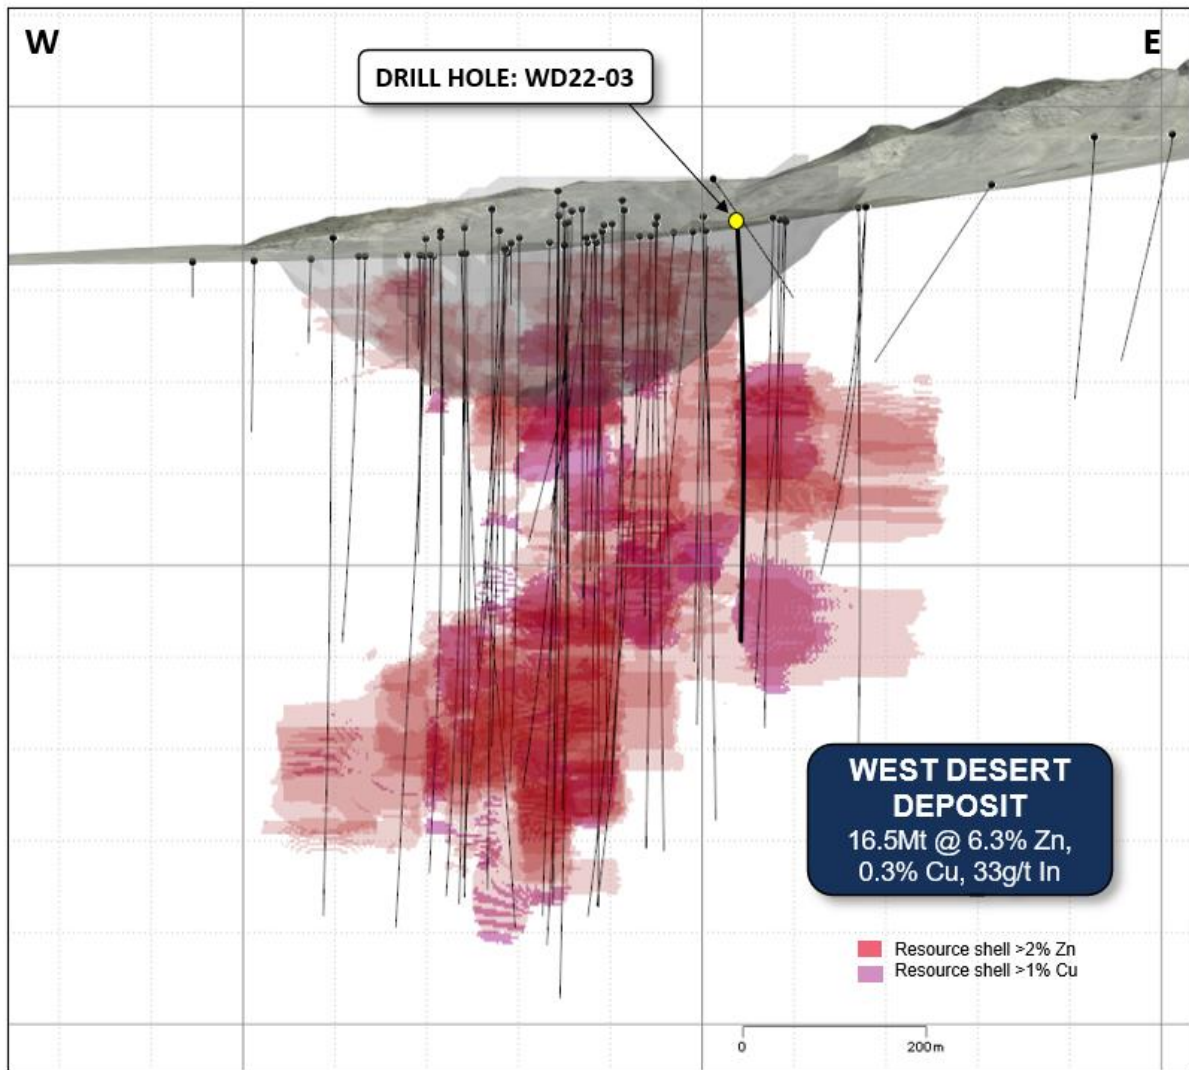 W
E
DRILL HOLE: WD22-03
WEST DESERT
DEPOSIT
16.5Mt @ 6.3% Zn,
0.3% Cu, 33g/t In
Resource shell >2% Zn
Resource shell >1% Cu
0
200m